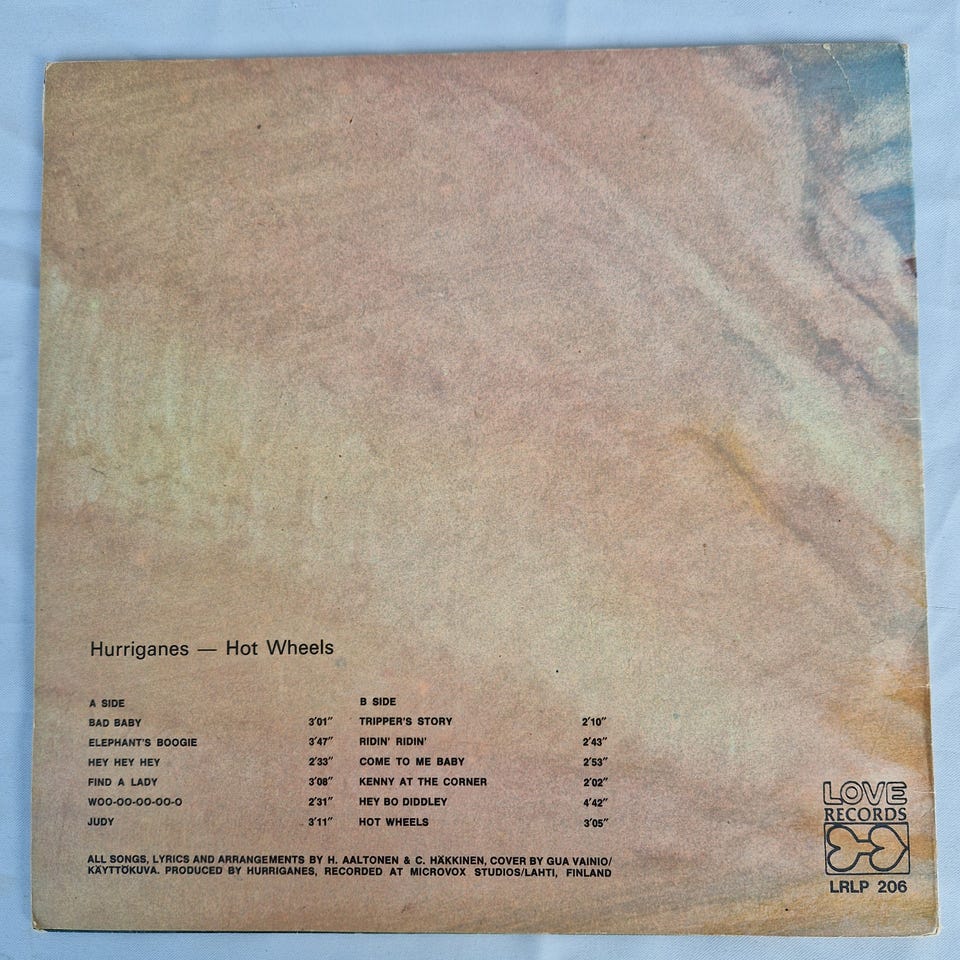 Hurriganes — Hot Wheels
A SIDE
BAD BABY 3'01"
ELEPHANT'S BOOGIE 3'47"
HEY HEY HEY 2'33"
FIND A LADY 3'08"
WOO-OO-OO-OO-O 2'31"
JUDY 3'11"
B SIDE
TRIPPER'S STORY 2'10"
RIDIN' RIDIN' 2'43"
COME TO ME BABY 2'53"
KENNY AT THE CORNER 2'02"
HEY BO DIDDLEY 4'42"
HOT WHEELS 3'05"
ALL SONGS, LYRICS AND ARRANGEMENTS BY H. AALTONEN & C. HÄKKINEN, COVER BY GUA VAINIO/
KÄYTTÖKUVA. PRODUCED BY HURRIGANES, RECORDED AT MICROVOX STUDIOS/LAHTI, FINLAND
LOVE
RECORDS
LRLP 206